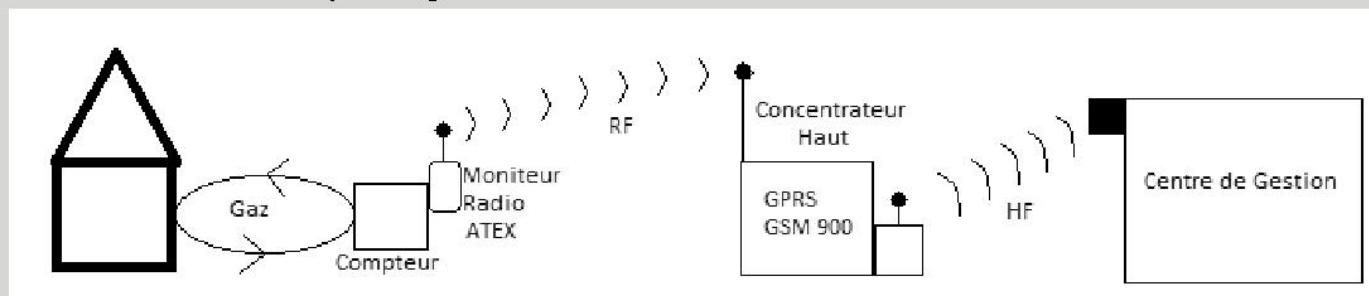 Gaz
Compteur
Moniteur
Radio
ATEX
RF
Concentrateur
Haut
GPRS
GSM 900
HF
Centre de Gestion